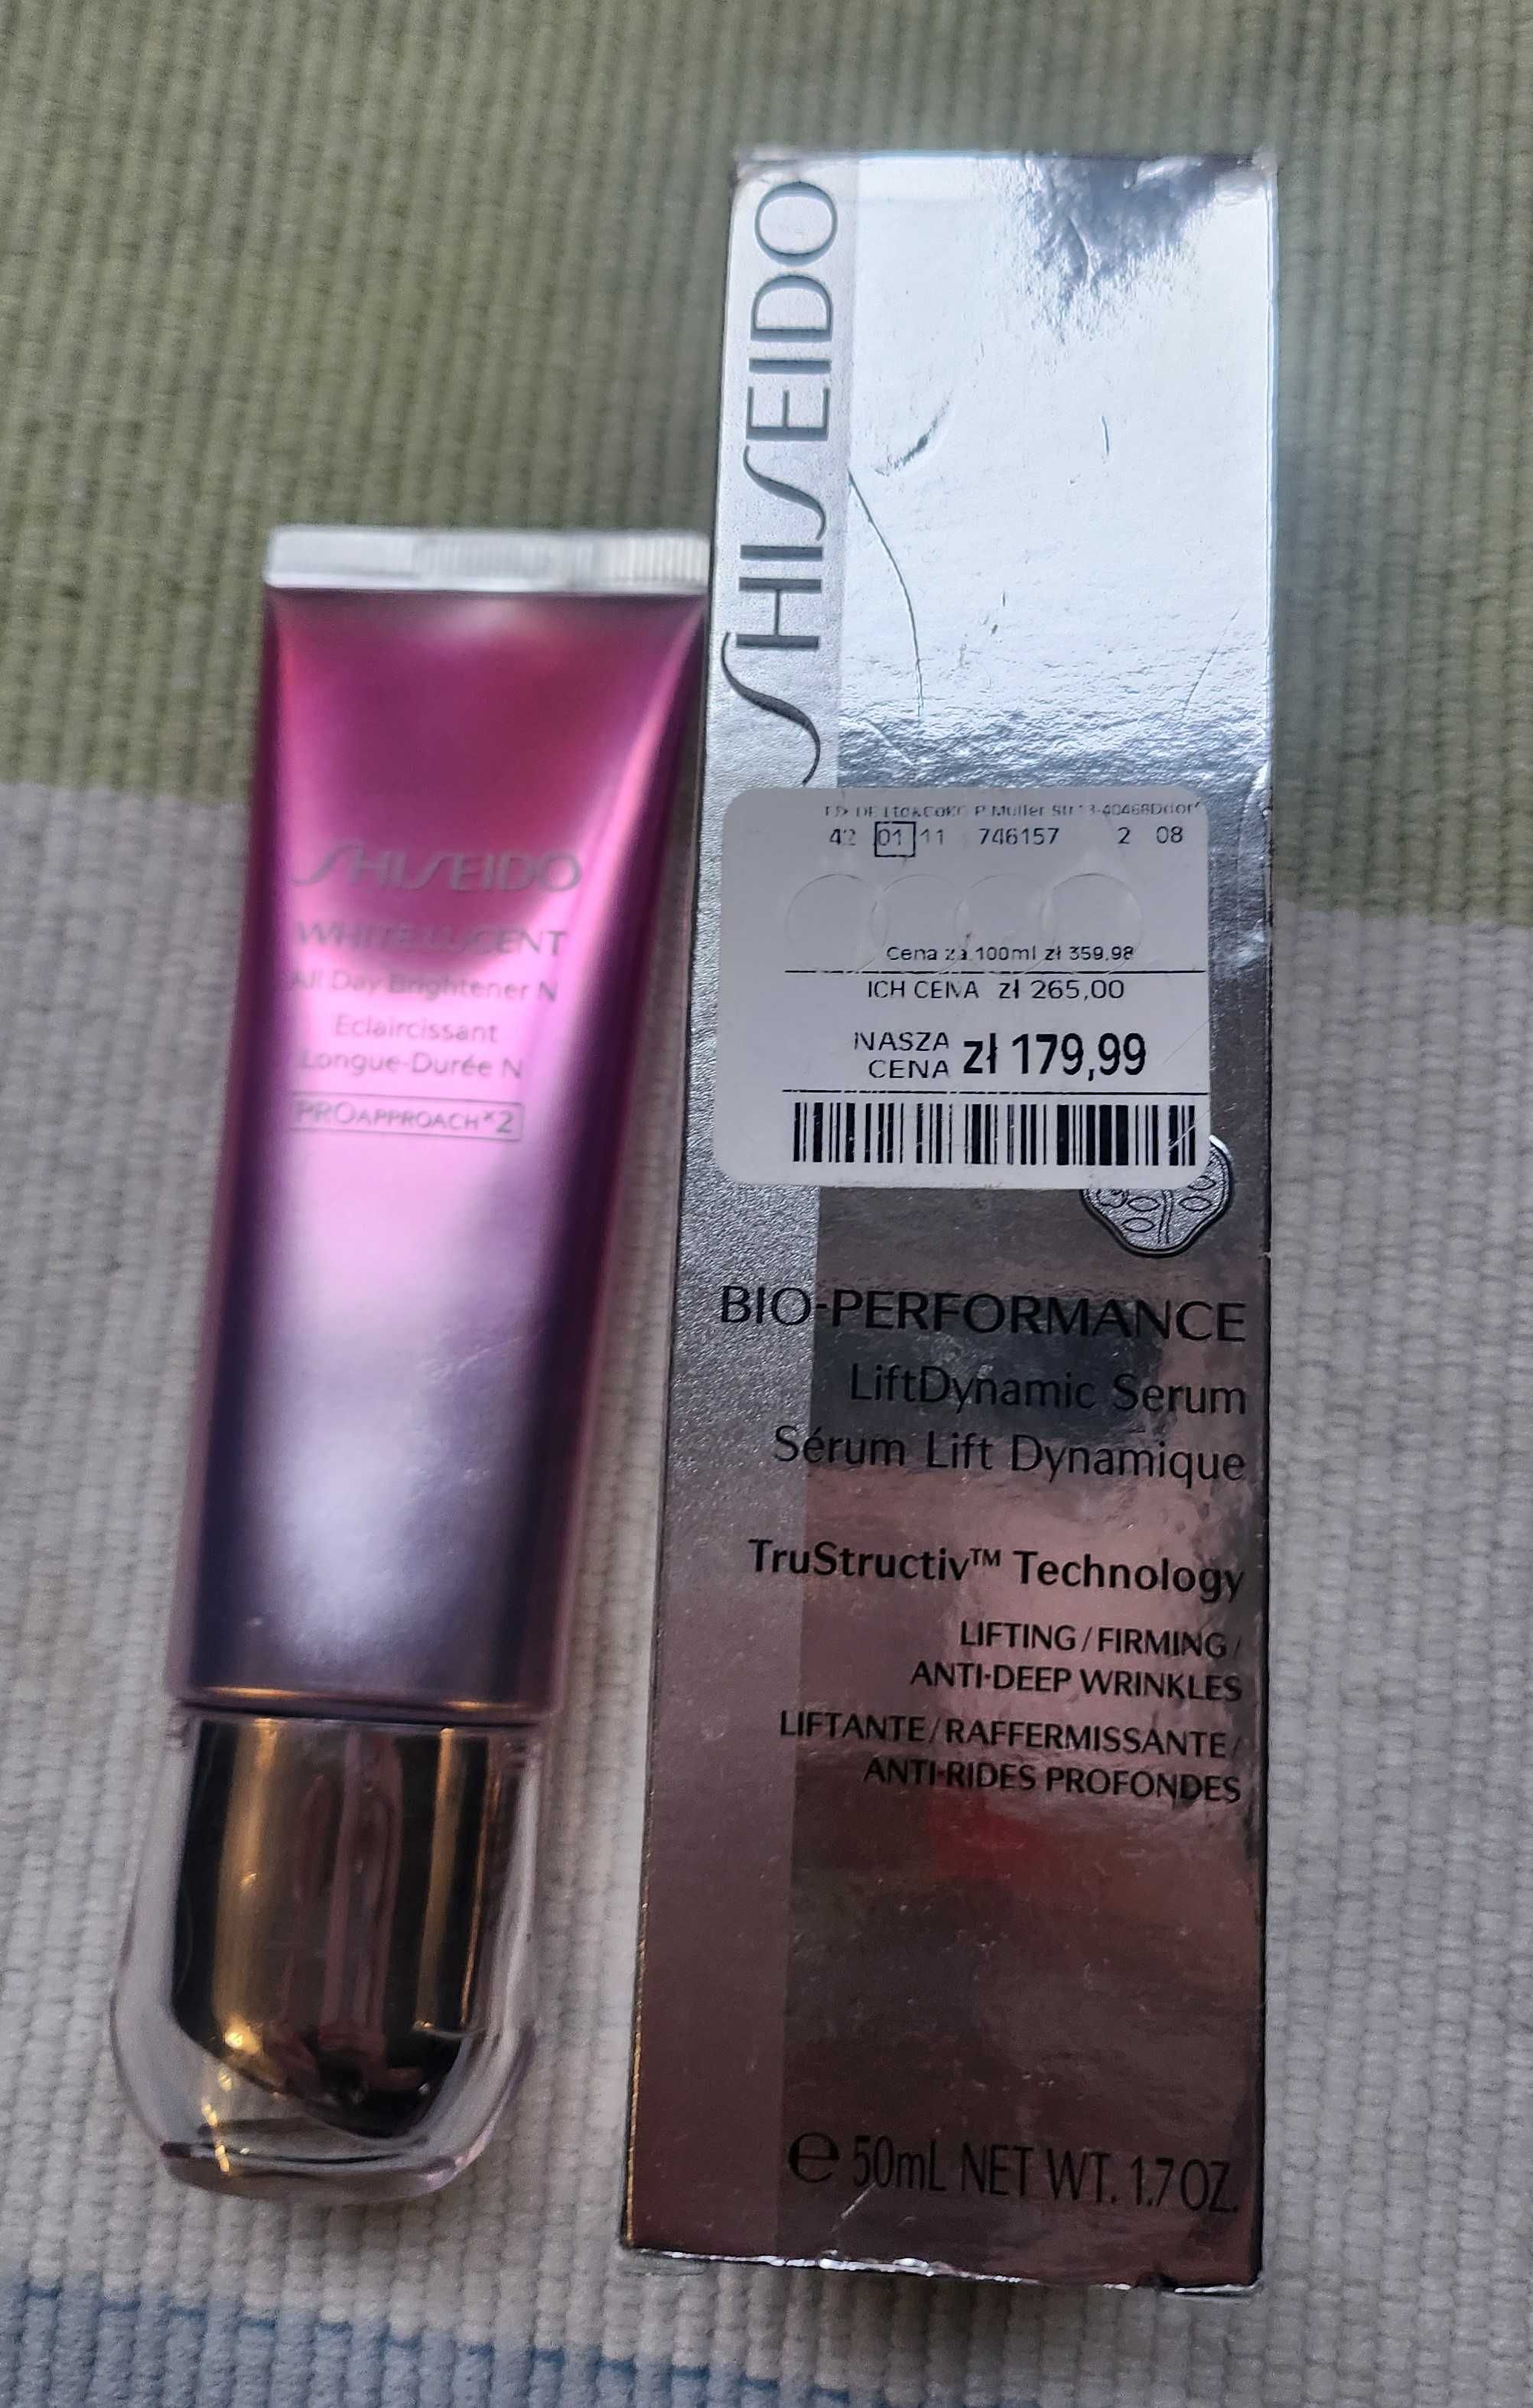 SHISEIDO
WHITE LUCENT
All Day Brightener N
Eclaircissant
Longue-Durée N
PROAPPROACH×2
SHISEIDO
P Müller Str
42 01 11 746157 2 08
Cena za 100ml zł 359,98
ICH CENA zł 265,00
NASZA
CENA zł 179,99
BIO-PERFORMANCE
LiftDynamic Serum
Sérum Lift Dynamique
TruStructiv™ Technology
LIFTING / FIRMING /
ANTI-DEEP WRINKLES
LIFTANTE / RAFFERMISSANTE /
ANTI-RIDES PROFONDES
℮ 50mL NET WT. 1.7 OZ.